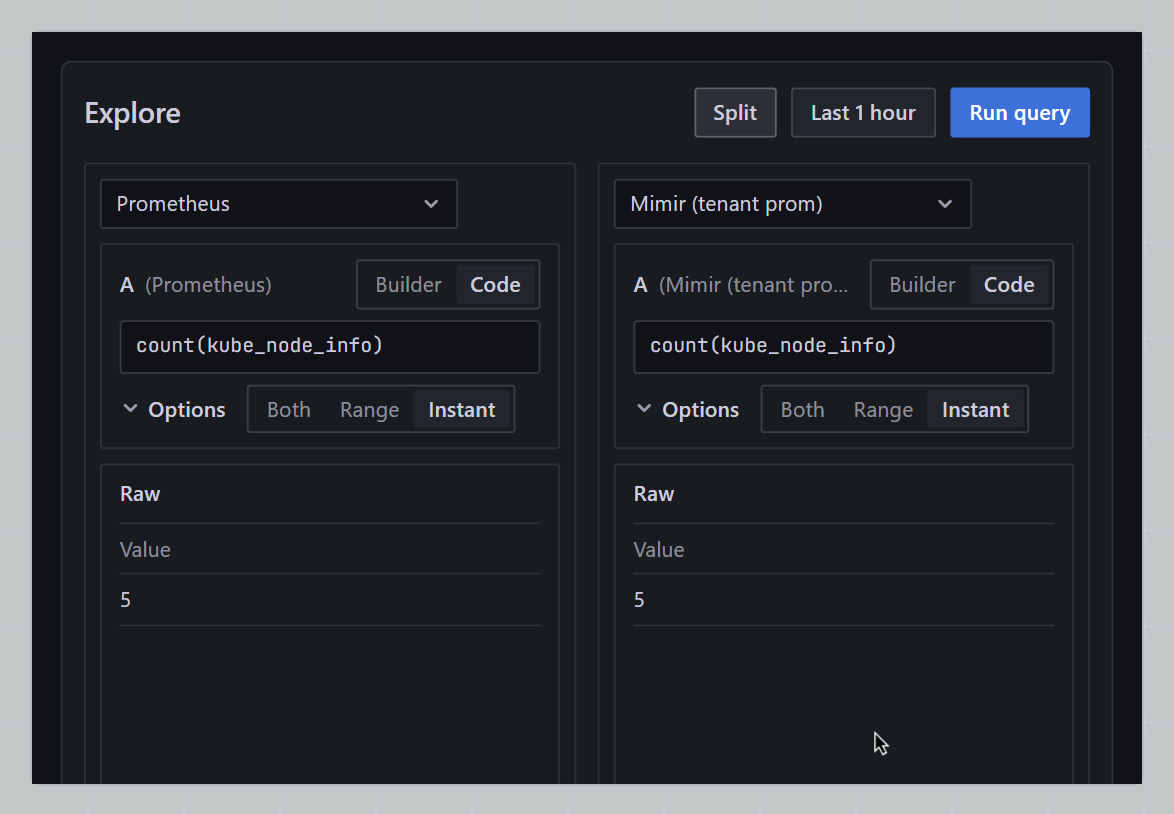 Explore
Split
Last 1 hour
Run query
Prometheus
A (Prometheus)
Builder
Code
count(kube_node_info)
Options
Both
Range
Instant
Raw
Value
5
Mimir (tenant prom)
A (Mimir (tenant pro...
Builder
Code
count(kube_node_info)
Options
Both
Range
Instant
Raw
Value
5